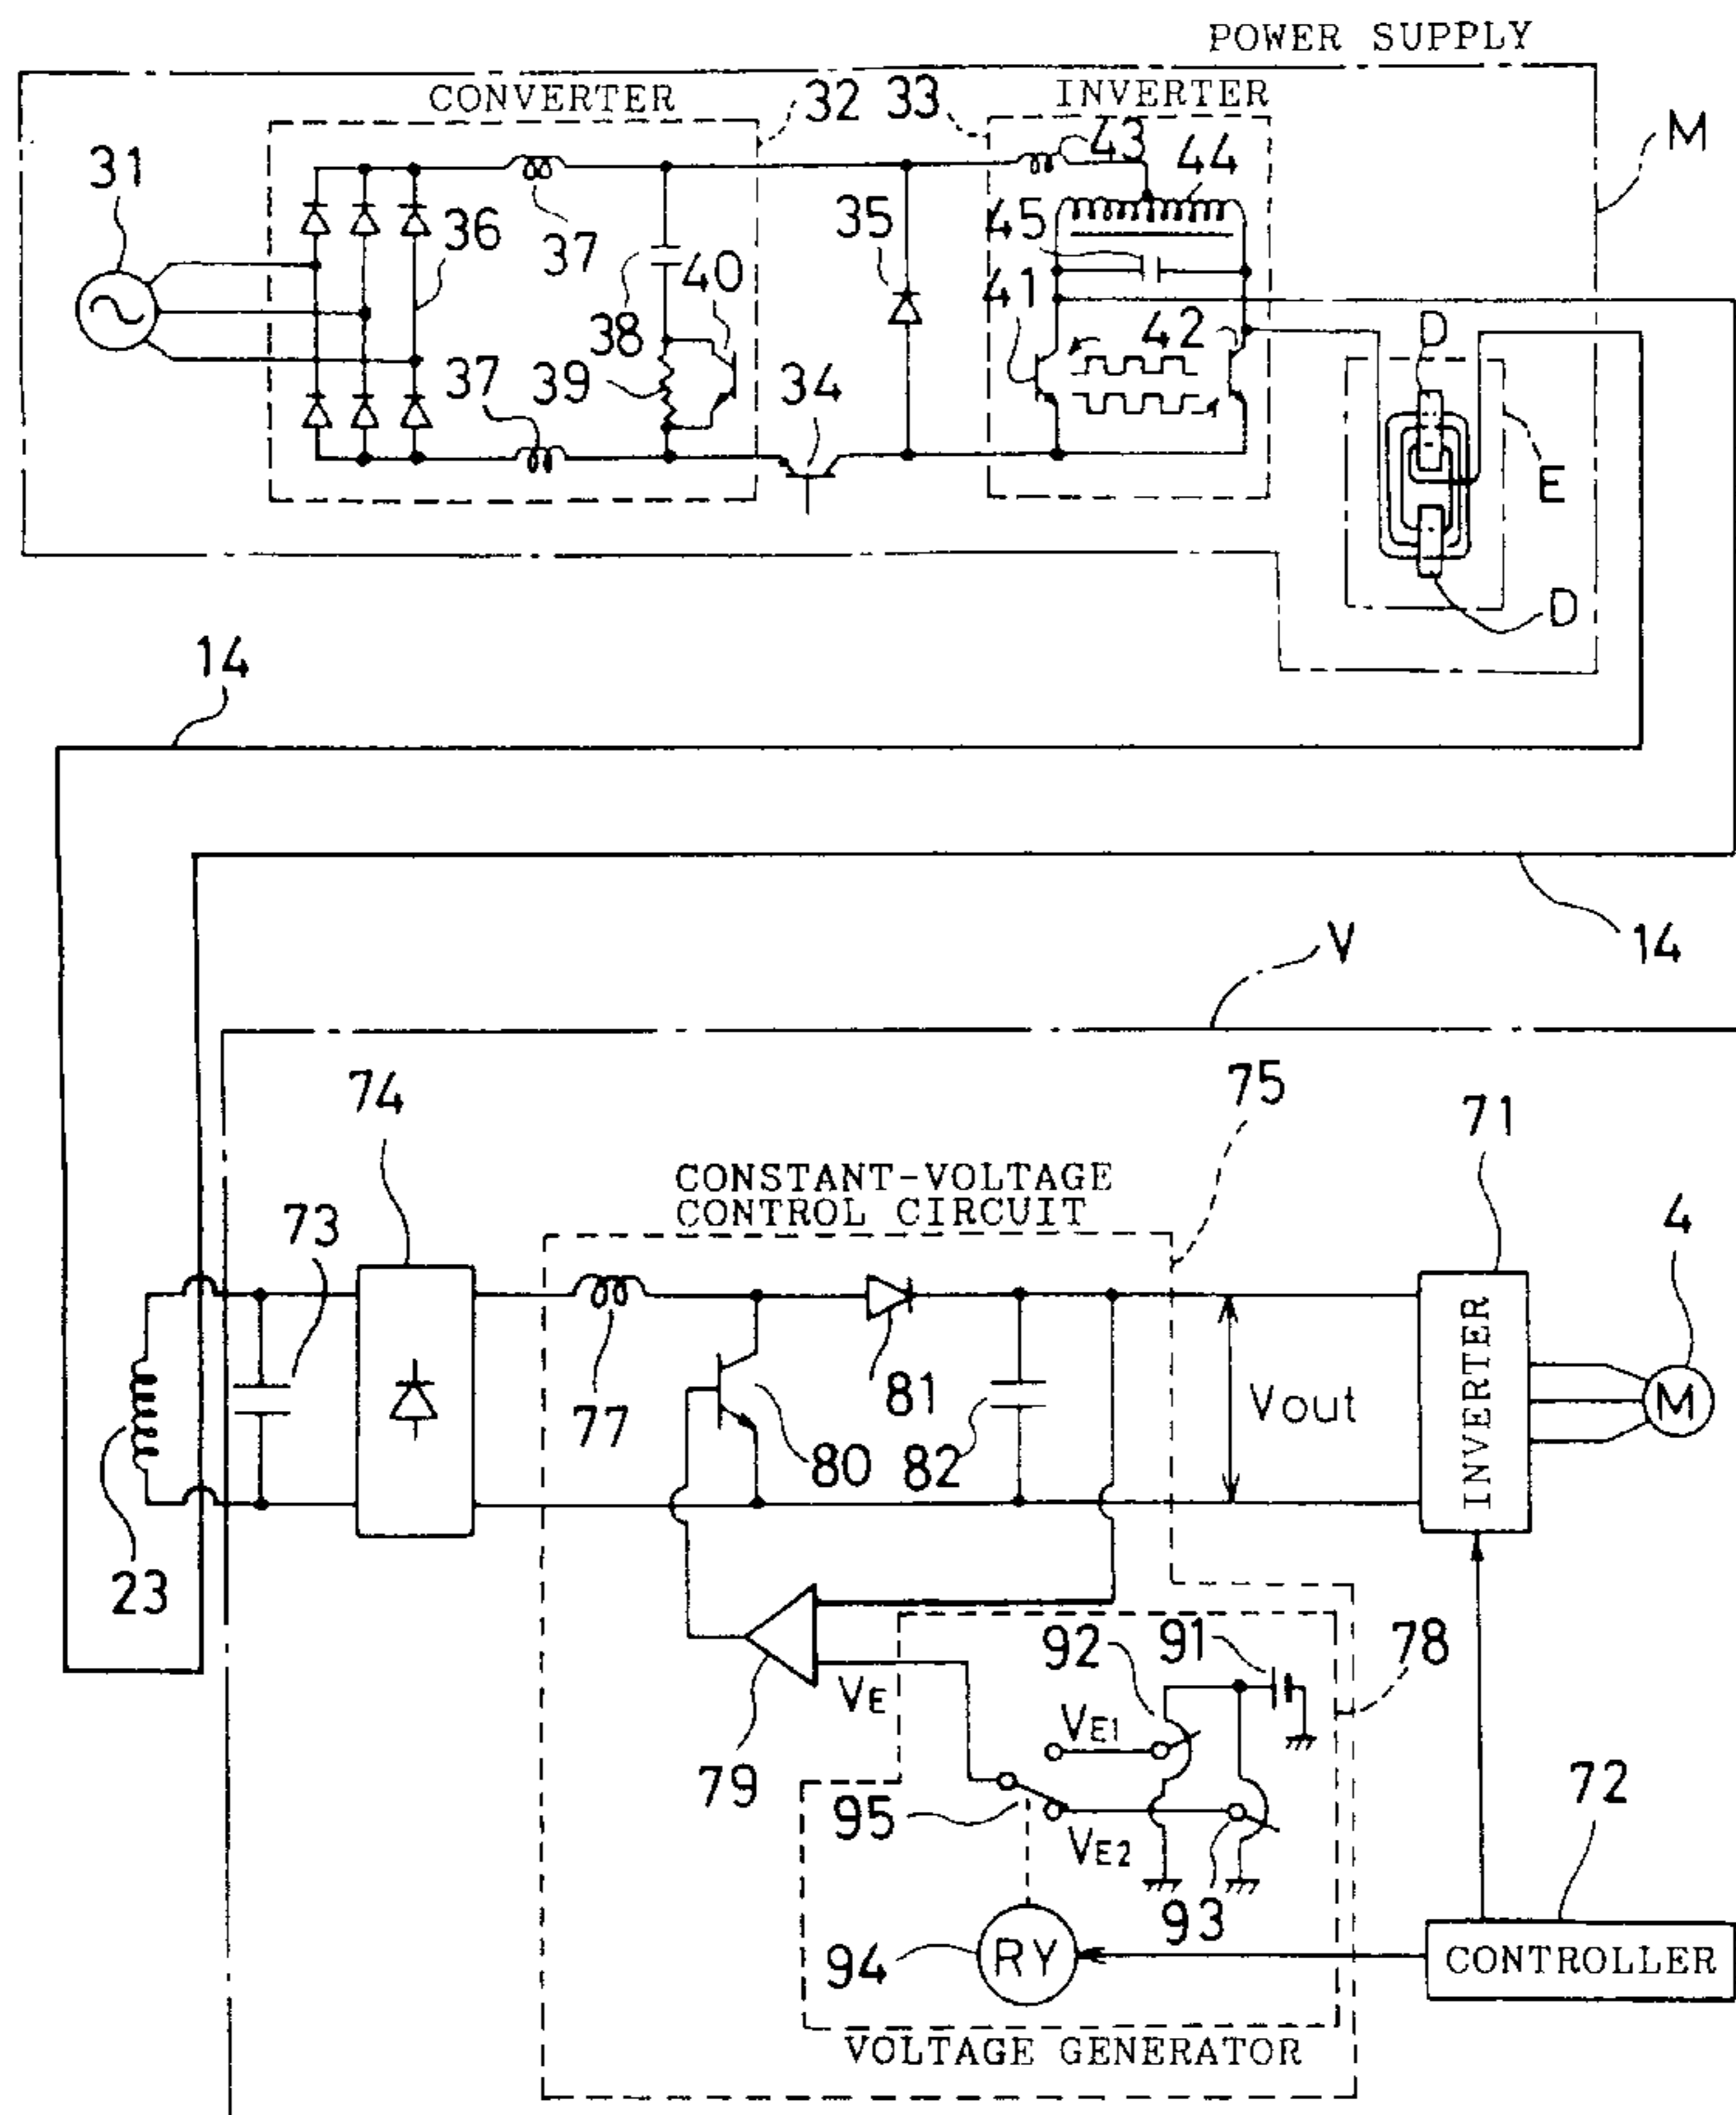 POWER SUPPLY
CONVERTER
32
33
INVERTER
M
31
43
44
36
35
45
37
40
41
38
42
D
39
37
34
E
D
14
14
V
75
74
71
CONSTANT-VOLTAGE
CONTROL CIRCUIT
73
4
INVERTER
M
81
Vout
77
80
82
23
92
91
78
VE
VE1
79
95
72
VE2
93
94
RY
CONTROLLER
VOLTAGE GENERATOR